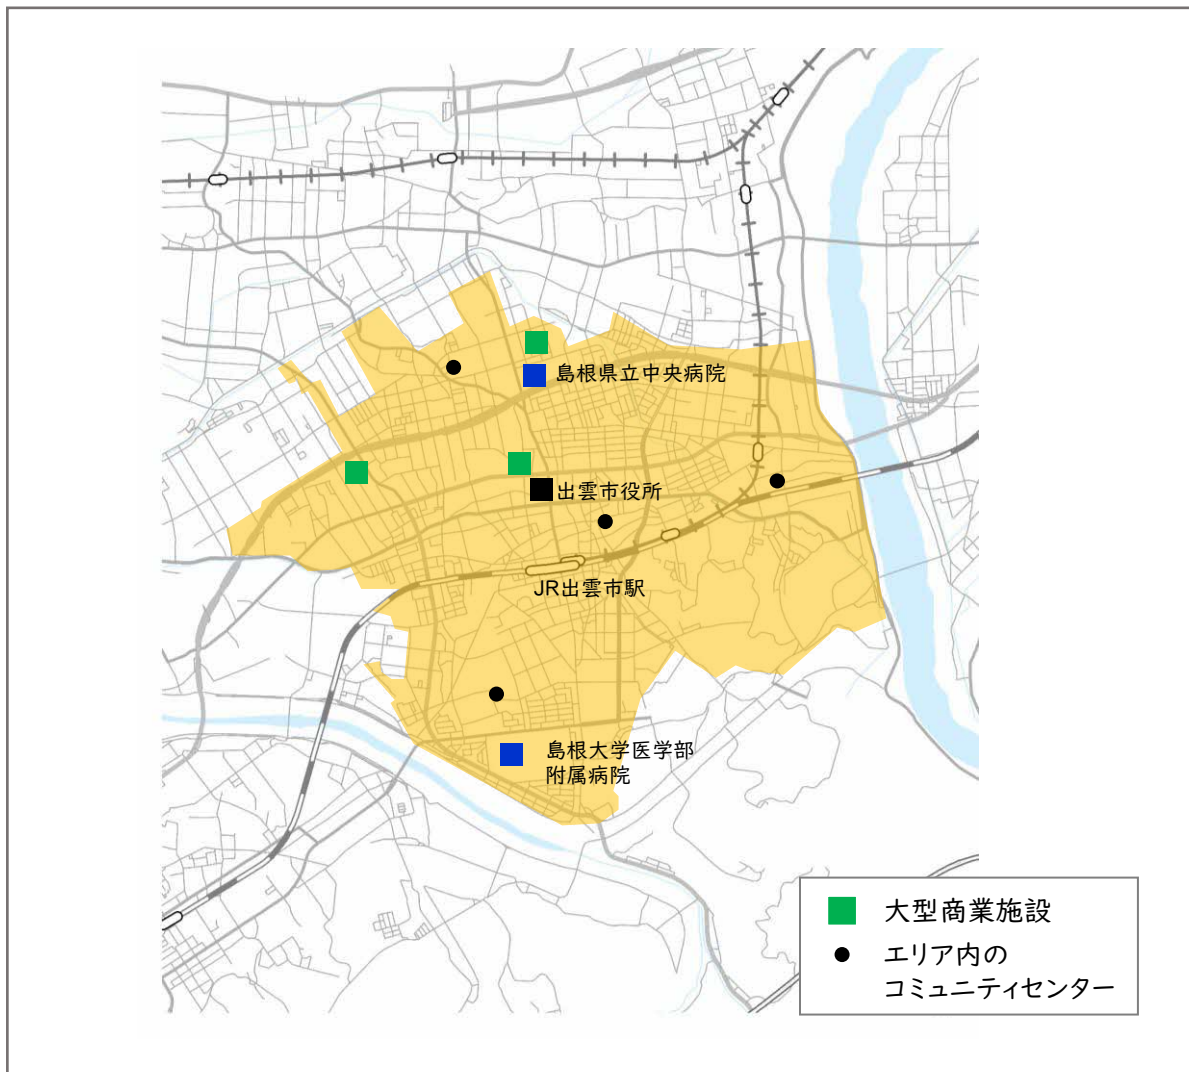 島根県立中央病院
出雲市役所
JR出雲市駅
島根大学医学部
附属病院
大型商業施設
エリア内の
コミュニティセンター